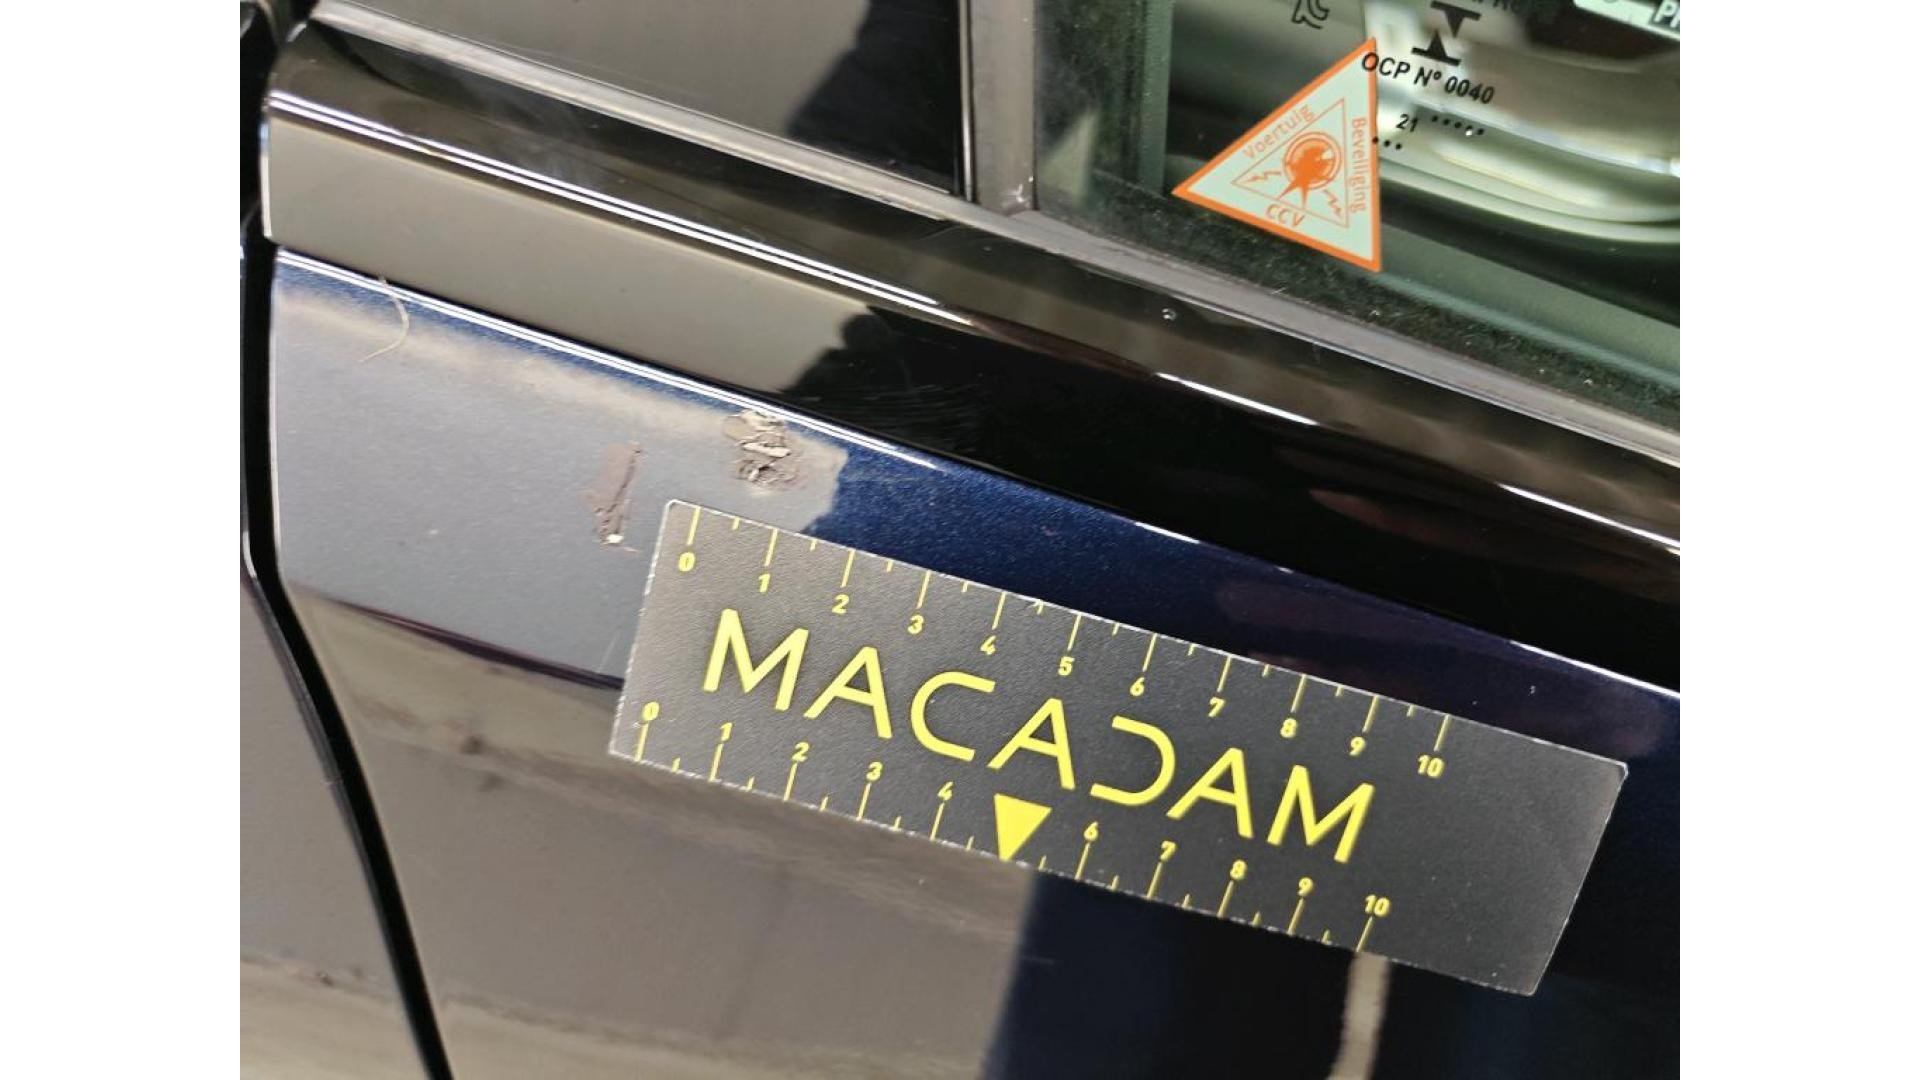 OCP Nº 0040
21 •••••
•••
Voertuig
Beveiliging
CCV
0 1 2 3 4 5 6 7 8 9 10
MACADAM
0 1 2 3 4 6 7 8 9 10